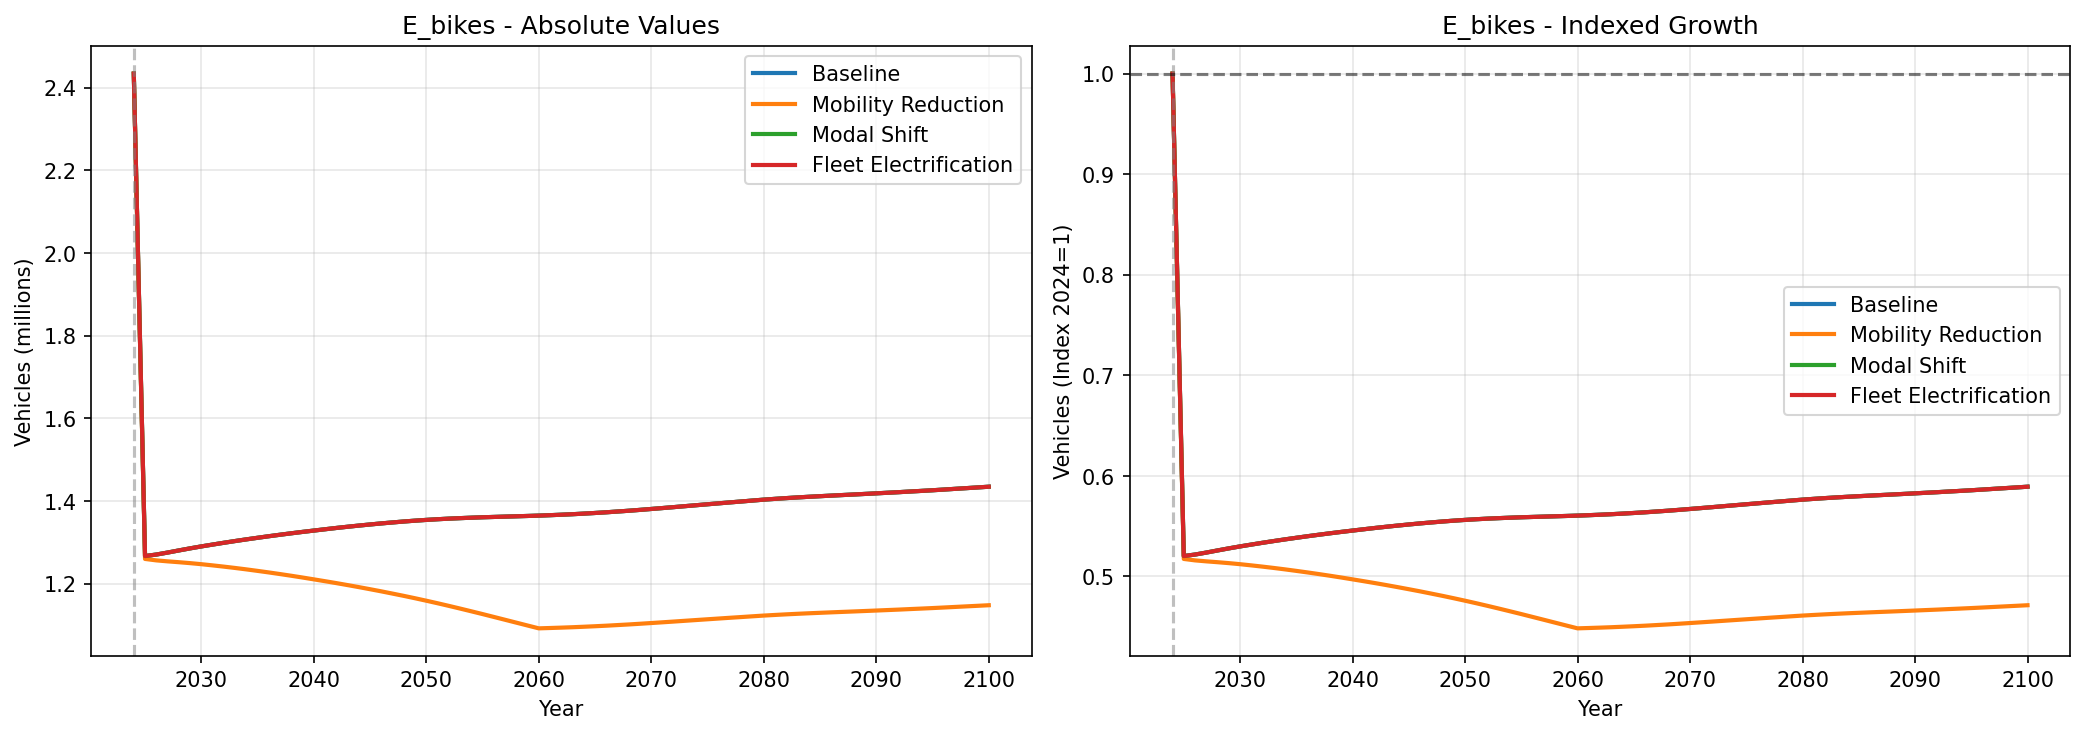 E_bikes - Absolute Values
Vehicles (millions)
2.4
2.2
2.0
1.8
1.6
1.4
1.2
Baseline
Mobility Reduction
Modal Shift
Fleet Electrification
2030 2040 2050 2060 2070 2080 2090 2100
Year
E_bikes - Indexed Growth
Vehicles (Index 2024=1)
1.0
0.9
0.8
0.7
0.6
0.5
Baseline
Mobility Reduction
Modal Shift
Fleet Electrification
2030 2040 2050 2060 2070 2080 2090 2100
Year